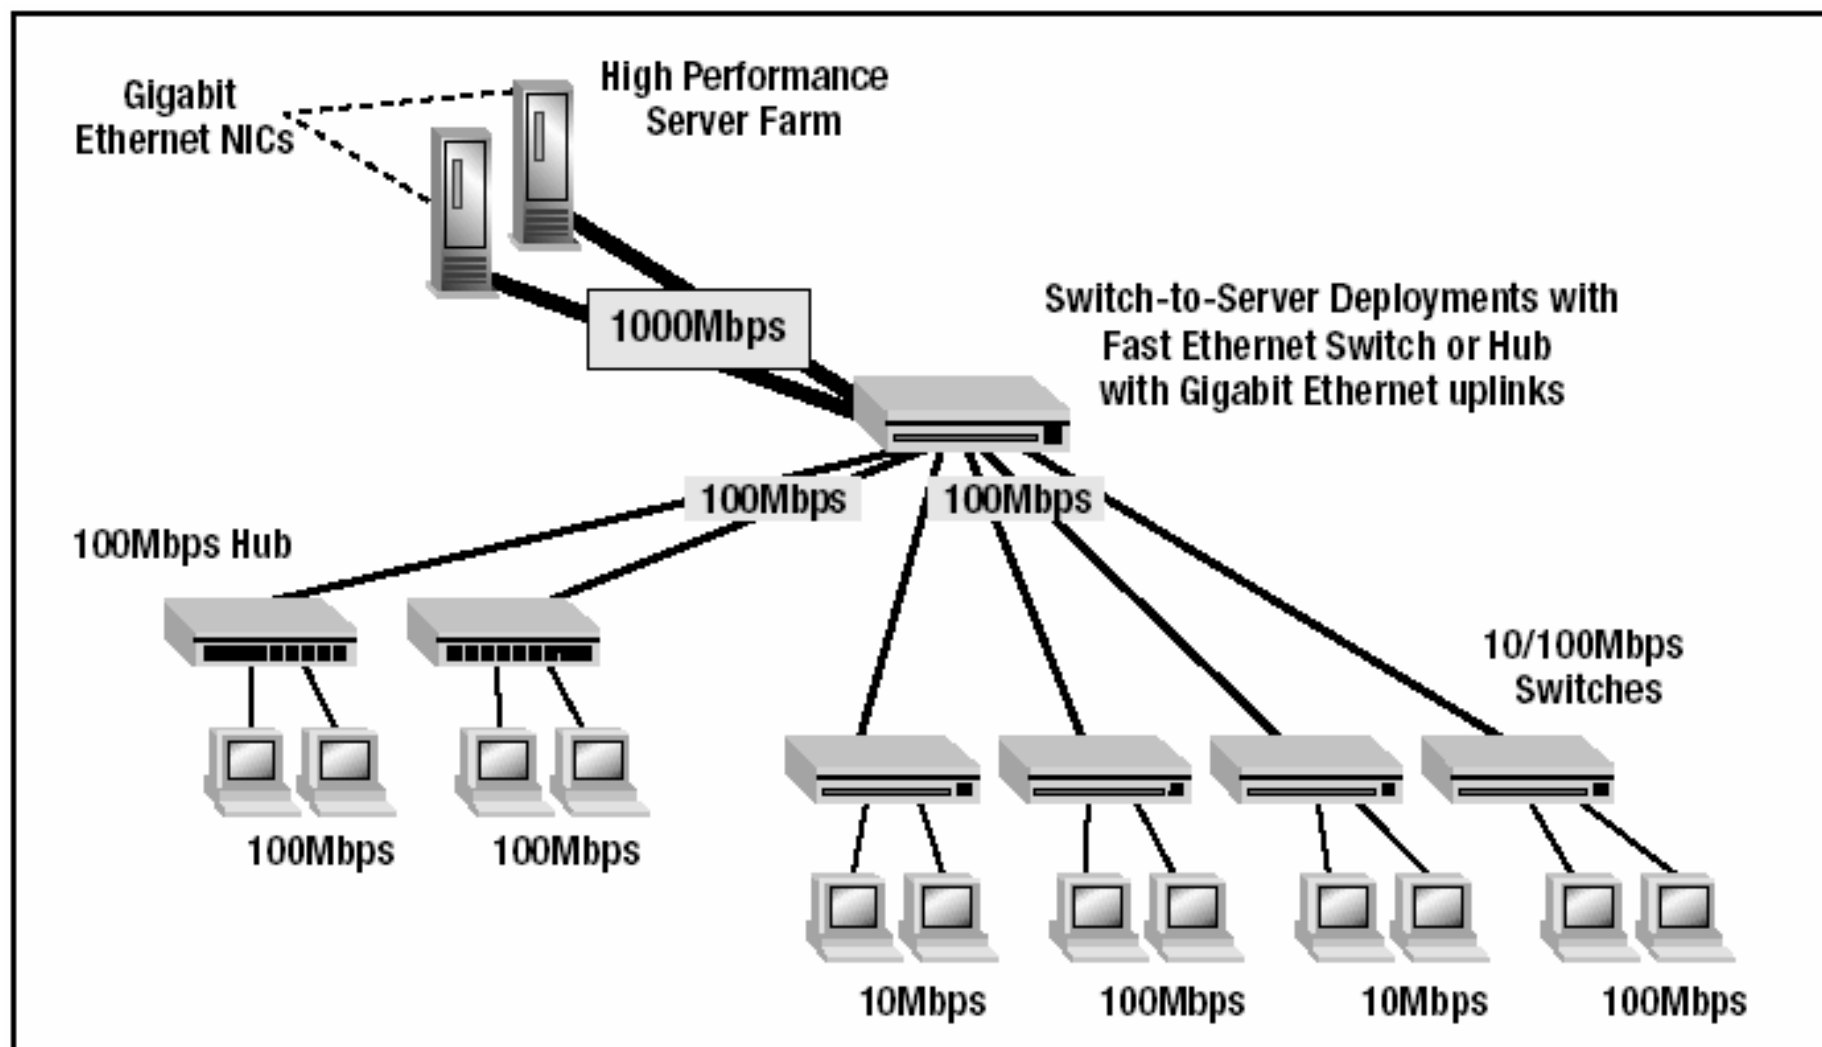 Gigabit
Ethernet NICs
High Performance
Server Farm
1000Mbps
Switch-to-Server Deployments with
Fast Ethernet Switch or Hub
with Gigabit Ethernet uplinks
100Mbps
100Mbps
100Mbps Hub
10/100Mbps
Switches
100Mbps
100Mbps
10Mbps
100Mbps
10Mbps
100Mbps